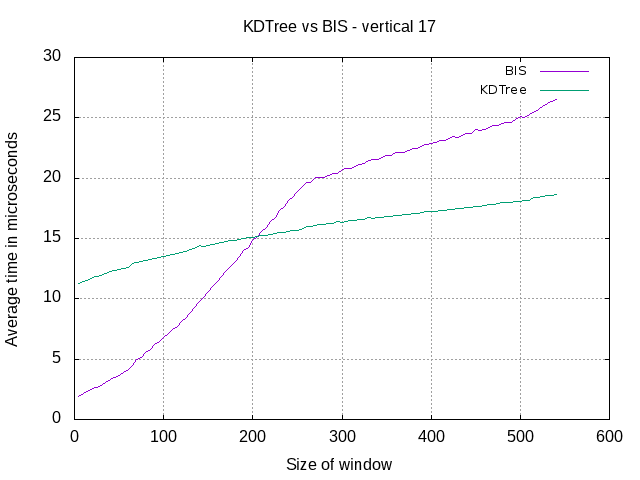 KDTree vs BIS - vertical 17
BIS
KDTree
30
25
20
15
10
5
0
Average time in microseconds
0 100 200 300 400 500 600
Size of window